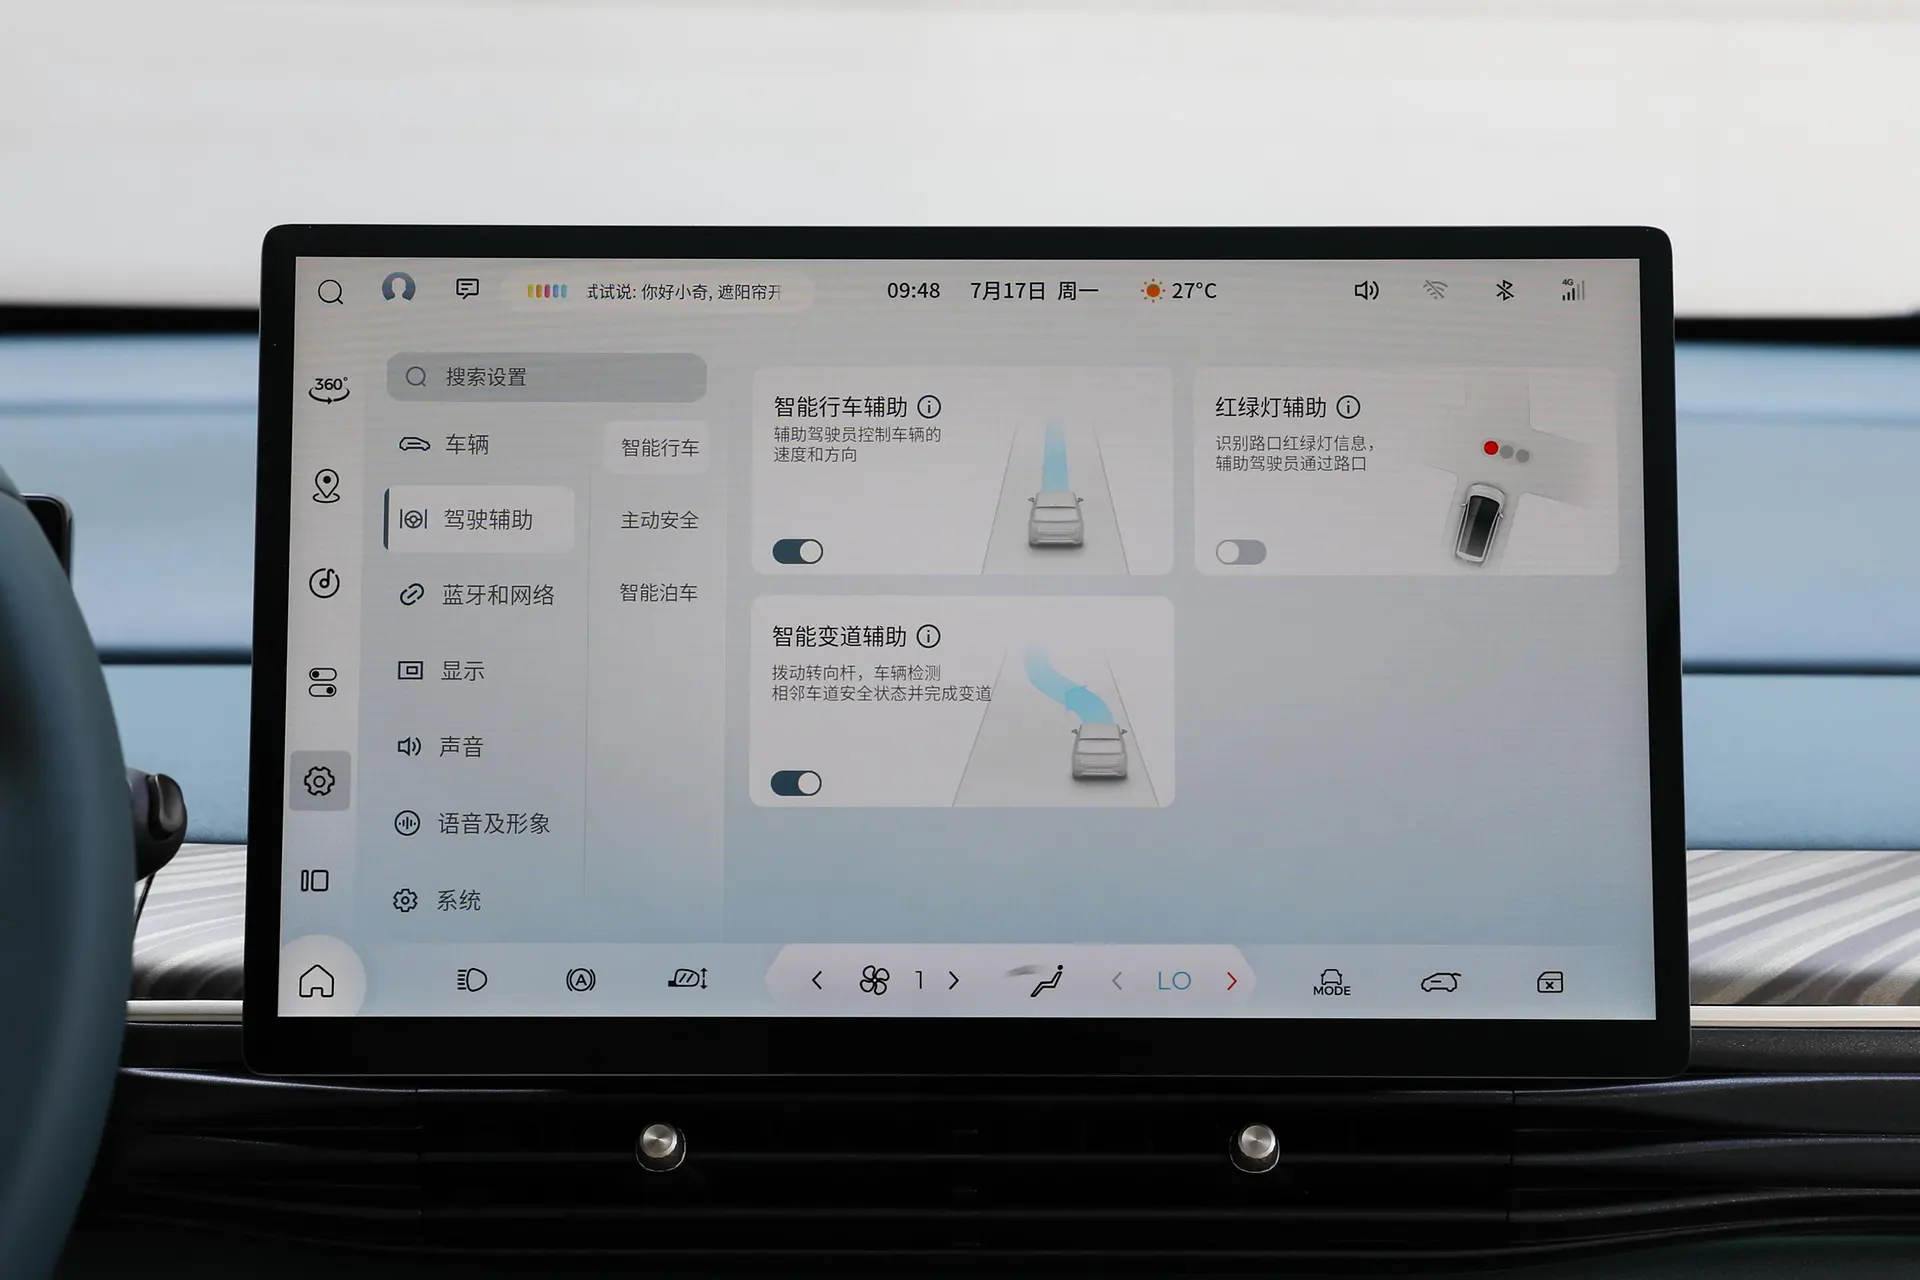 式试说: 你好小奇, 遮阳帘开
09:48
7月17日 周一
27°C
4G
360°
搜索设置
车辆
驾驶辅助
蓝牙和网络
显示
声音
语音及形象
系统
智能行车
主动安全
智能泊车
智能行车辅助
辅助驾驶员控制车辆的
速度和方向
红绿灯辅助
识别路口红绿灯信息，
辅助驾驶员通过路口
智能变道辅助
拨动转向杆，车辆检测
相邻车道安全状态并完成变道
A
1
LO
MODE